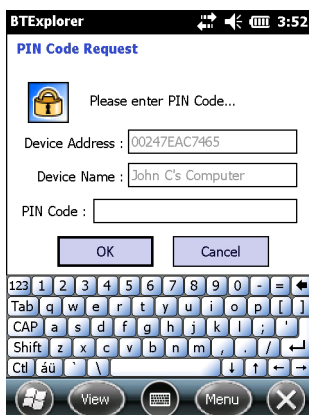 BTExplorer 3:52
PIN Code Request
Please enter PIN Code...
Device Address : 00247EAC7465
Device Name : John C's Computer
PIN Code :
OK Cancel
123 1 2 3 4 5 6 7 8 9 0 - =
Tab q w e r t y u i o p [ ]
CAP a s d f g h j k l ; '
Shift z x c v b n m , . /
Ctl áü ` \
View Menu